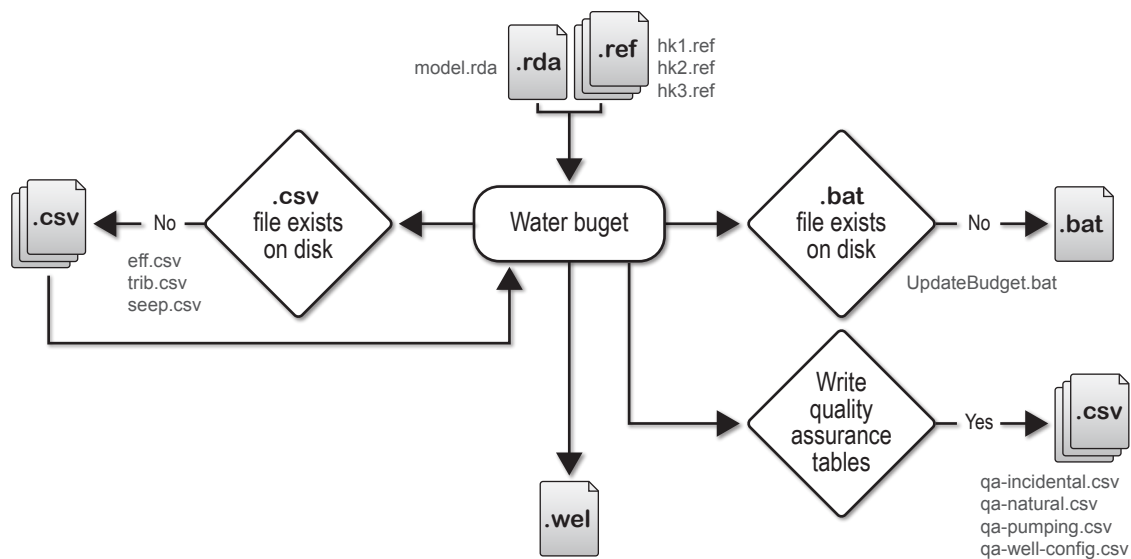 model.rda
.rda
.ref
hk1.ref
hk2.ref
hk3.ref
.csv
No
eff.csv
trib.csv
seep.csv
.csv
file exists
on disk
Water buget
.bat
file exists
on disk
No
.bat
UpdateBudget.bat
Write
quality
assurance
tables
Yes
.csv
qa-incidental.csv
qa-natural.csv
qa-pumping.csv
qa-well-config.csv
.wel